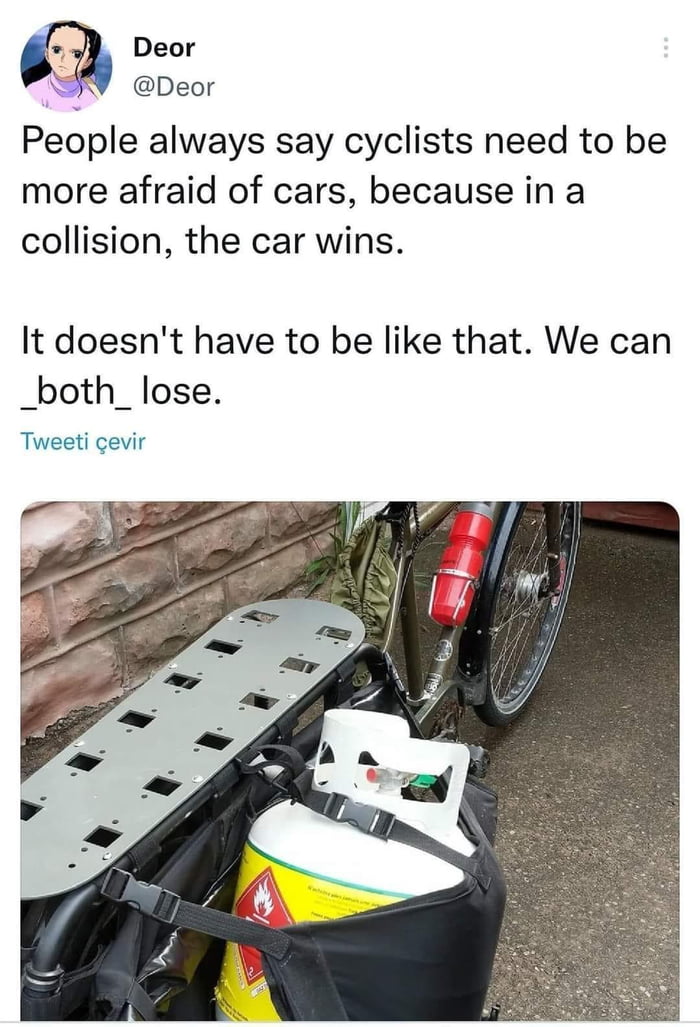 Deor
@Deor
People always say cyclists need to be
more afraid of cars, because in a
collision, the car wins.
It doesn't have to be like that. We can
_both_ lose.
Tweeti çevir